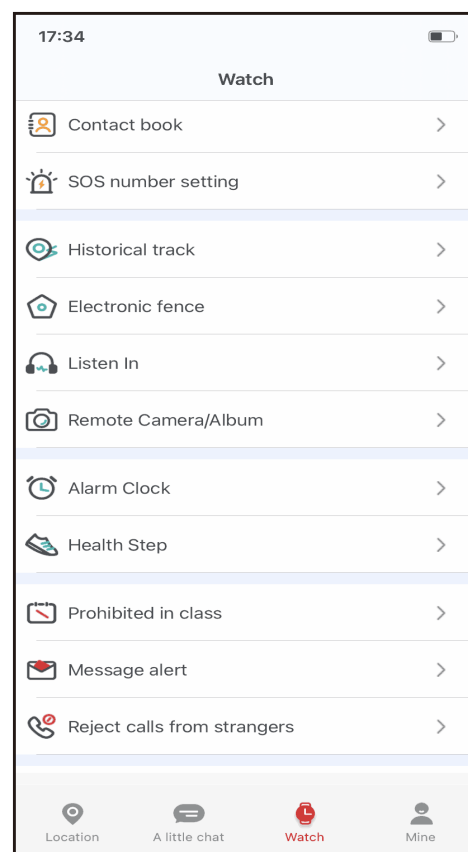 17:34
Watch
Contact book
SOS number setting
Historical track
Electronic fence
Listen In
Remote Camera/Album
Alarm Clock
Health Step
Prohibited in class
Message alert
Reject calls from strangers
Location A little chat Watch Mine